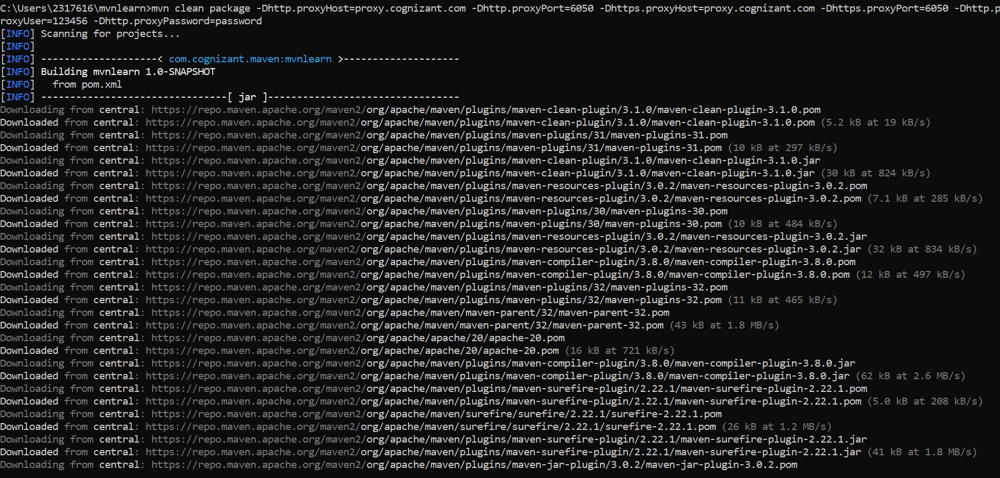 C:\Users\2317616\mvnlearn>mvn clean package -Dhttp.proxyHost=proxy.cognizant.com -Dhttp.proxyPort=6050 -Dhttps.proxyHost=proxy.cognizant.com -Dhttps.proxyPort=6050 -Dhttp.p
roxyUser=123456 -Dhttp.proxyPassword=password
[INFO] Scanning for projects...
[INFO]
[INFO] --------------------< com.cognizant.maven:mvnlearn >--------------------
[INFO] Building mvnlearn 1.0-SNAPSHOT
[INFO]   from pom.xml
[INFO] --------------------------------[ jar ]---------------------------------
Downloading from central: https://repo.maven.apache.org/maven2/org/apache/maven/plugins/maven-clean-plugin/3.1.0/maven-clean-plugin-3.1.0.pom
Downloaded from central: https://repo.maven.apache.org/maven2/org/apache/maven/plugins/maven-clean-plugin/3.1.0/maven-clean-plugin-3.1.0.pom (5.2 kB at 19 kB/s)
Downloading from central: https://repo.maven.apache.org/maven2/org/apache/maven/plugins/maven-plugins/31/maven-plugins-31.pom
Downloaded from central: https://repo.maven.apache.org/maven2/org/apache/maven/plugins/maven-plugins/31/maven-plugins-31.pom (10 kB at 297 kB/s)
Downloading from central: https://repo.maven.apache.org/maven2/org/apache/maven/plugins/maven-clean-plugin/3.1.0/maven-clean-plugin-3.1.0.jar
Downloaded from central: https://repo.maven.apache.org/maven2/org/apache/maven/plugins/maven-clean-plugin/3.1.0/maven-clean-plugin-3.1.0.jar (30 kB at 824 kB/s)
Downloading from central: https://repo.maven.apache.org/maven2/org/apache/maven/plugins/maven-resources-plugin/3.0.2/maven-resources-plugin-3.0.2.pom
Downloaded from central: https://repo.maven.apache.org/maven2/org/apache/maven/plugins/maven-resources-plugin/3.0.2/maven-resources-plugin-3.0.2.pom (7.1 kB at 285 kB/s)
Downloading from central: https://repo.maven.apache.org/maven2/org/apache/maven/plugins/maven-plugins/30/maven-plugins-30.pom
Downloaded from central: https://repo.maven.apache.org/maven2/org/apache/maven/plugins/maven-plugins/30/maven-plugins-30.pom (10 kB at 484 kB/s)
Downloading from central: https://repo.maven.apache.org/maven2/org/apache/maven/plugins/maven-resources-plugin/3.0.2/maven-resources-plugin-3.0.2.jar
Downloaded from central: https://repo.maven.apache.org/maven2/org/apache/maven/plugins/maven-resources-plugin/3.0.2/maven-resources-plugin-3.0.2.jar (32 kB at 834 kB/s)
Downloading from central: https://repo.maven.apache.org/maven2/org/apache/maven/plugins/maven-compiler-plugin/3.8.0/maven-compiler-plugin-3.8.0.pom
Downloaded from central: https://repo.maven.apache.org/maven2/org/apache/maven/plugins/maven-compiler-plugin/3.8.0/maven-compiler-plugin-3.8.0.pom (12 kB at 497 kB/s)
Downloading from central: https://repo.maven.apache.org/maven2/org/apache/maven/plugins/maven-plugins/32/maven-plugins-32.pom
Downloaded from central: https://repo.maven.apache.org/maven2/org/apache/maven/plugins/maven-plugins/32/maven-plugins-32.pom (11 kB at 465 kB/s)
Downloading from central: https://repo.maven.apache.org/maven2/org/apache/maven/maven-parent/32/maven-parent-32.pom
Downloaded from central: https://repo.maven.apache.org/maven2/org/apache/maven/maven-parent/32/maven-parent-32.pom (43 kB at 1.8 MB/s)
Downloading from central: https://repo.maven.apache.org/maven2/org/apache/apache/20/apache-20.pom
Downloaded from central: https://repo.maven.apache.org/maven2/org/apache/apache/20/apache-20.pom (16 kB at 721 kB/s)
Downloading from central: https://repo.maven.apache.org/maven2/org/apache/maven/plugins/maven-compiler-plugin/3.8.0/maven-compiler-plugin-3.8.0.jar
Downloaded from central: https://repo.maven.apache.org/maven2/org/apache/maven/plugins/maven-compiler-plugin/3.8.0/maven-compiler-plugin-3.8.0.jar (62 kB at 2.6 MB/s)
Downloading from central: https://repo.maven.apache.org/maven2/org/apache/maven/plugins/maven-surefire-plugin/2.22.1/maven-surefire-plugin-2.22.1.pom
Downloaded from central: https://repo.maven.apache.org/maven2/org/apache/maven/plugins/maven-surefire-plugin/2.22.1/maven-surefire-plugin-2.22.1.pom (5.0 kB at 208 kB/s)
Downloading from central: https://repo.maven.apache.org/maven2/org/apache/maven/surefire/surefire/2.22.1/surefire-2.22.1.pom
Downloaded from central: https://repo.maven.apache.org/maven2/org/apache/maven/surefire/surefire/2.22.1/surefire-2.22.1.pom (26 kB at 1.2 MB/s)
Downloading from central: https://repo.maven.apache.org/maven2/org/apache/maven/plugins/maven-surefire-plugin/2.22.1/maven-surefire-plugin-2.22.1.jar
Downloaded from central: https://repo.maven.apache.org/maven2/org/apache/maven/plugins/maven-surefire-plugin/2.22.1/maven-surefire-plugin-2.22.1.jar (41 kB at 1.8 MB/s)
Downloading from central: https://repo.maven.apache.org/maven2/org/apache/maven/plugins/maven-jar-plugin/3.0.2/maven-jar-plugin-3.0.2.pom